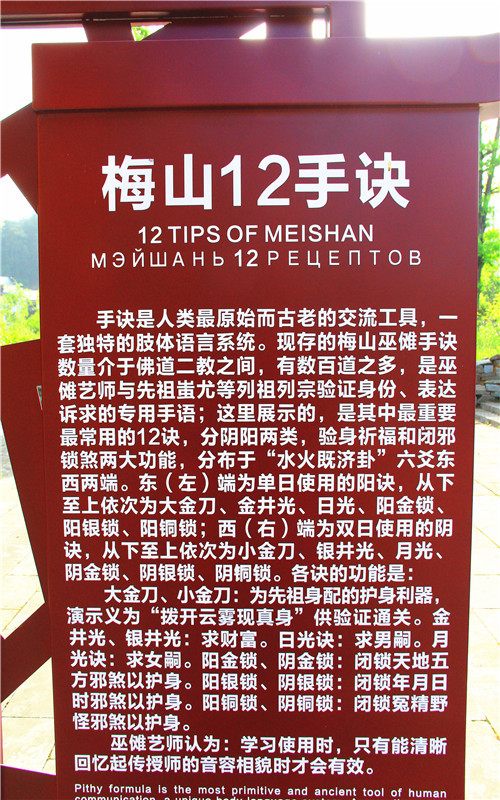 梅山12手诀
12 TIPS OF MEISHAN
МЭЙШАНЬ 12 РЕЦЕПТОВ
手诀是人类最原始而古老的交流工具，一
套独特的肢体语言系统。现存的梅山巫傩手诀
数量介于佛道二教之间，有数百道之多，是巫
傩艺师与先祖蚩尤等列祖列宗验证身份、表达
诉求的专用手语；这里展示的，是其中最重要
最常用的12诀，分阴阳两类，验身祈福和闭邪
锁煞两大功能，分布于“水火既济卦”六爻东
西两端。东（左）端为单日使用的阳诀，从下
至上依次为大金刀、金井光、日光、阳金锁、
阳银锁、阳铜锁；西（右）端为双日使用的阴
诀，从下至上依次为小金刀、银井光、月光、
阴金锁、阴银锁、阴铜锁。各诀的功能是：
大金刀、小金刀：为先祖身配的护身利器，
演示义为“拨开云雾现真身”供验证通关。金
井光、银井光：求财富。日光诀：求男嗣。月
光诀：求女嗣。阳金锁、阴金锁：闭锁天地五
方邪煞以护身。阳银锁、阴银锁：闭锁年月日
时邪煞以护身。阳铜锁、阴铜锁：闭锁冤精野
怪邪煞以护身。
巫傩艺师认为：学习使用时，只有能清晰
回忆起传授师的音容相貌时才会有效。
Pithy formula is the most primitive and ancient tool of human
communication, a unique body language